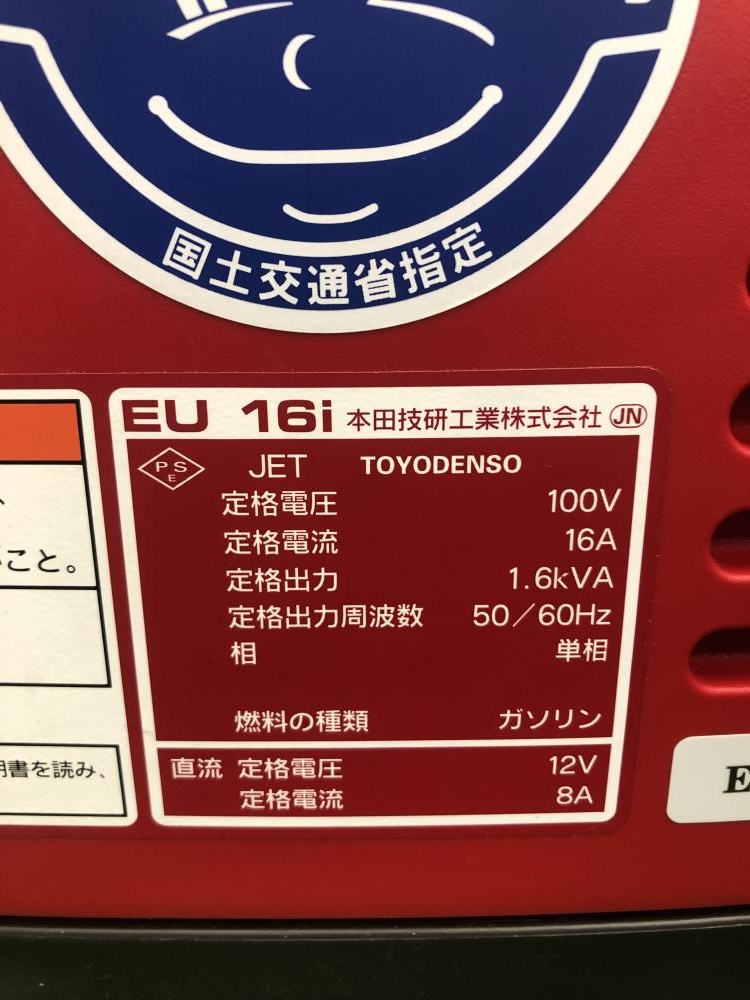 国土交通省指定
EU 16i 本田技研工業株式会社 JN
PSE JET TOYODENSO
定格電圧 100V
定格電流 16A
定格出力 1.6kVA
定格出力周波数 50／60Hz
相 単相
燃料の種類 ガソリン
直流 定格電圧 12V
定格電流 8A
こと。
明書を読み、
E